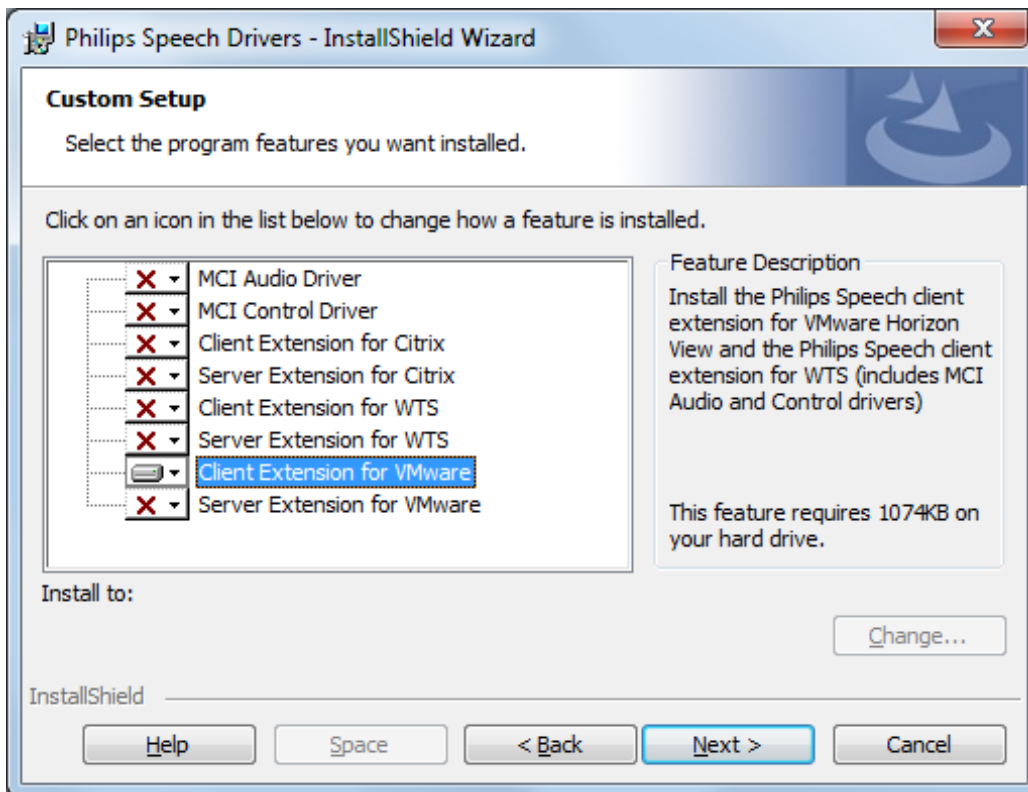 Philips Speech Drivers - InstallShield Wizard
Custom Setup
Select the program features you want installed.
Click on an icon in the list below to change how a feature is installed.
MCI Audio Driver
MCI Control Driver
Client Extension for Citrix
Server Extension for Citrix
Client Extension for WTS
Server Extension for WTS
Client Extension for VMware
Server Extension for VMware
Feature Description
Install the Philips Speech client
extension for VMware Horizon
View and the Philips Speech client
extension for WTS (includes MCI
Audio and Control drivers)
This feature requires 1074KB on
your hard drive.
Install to:
Change...
InstallShield
Help
Space
< Back
Next >
Cancel